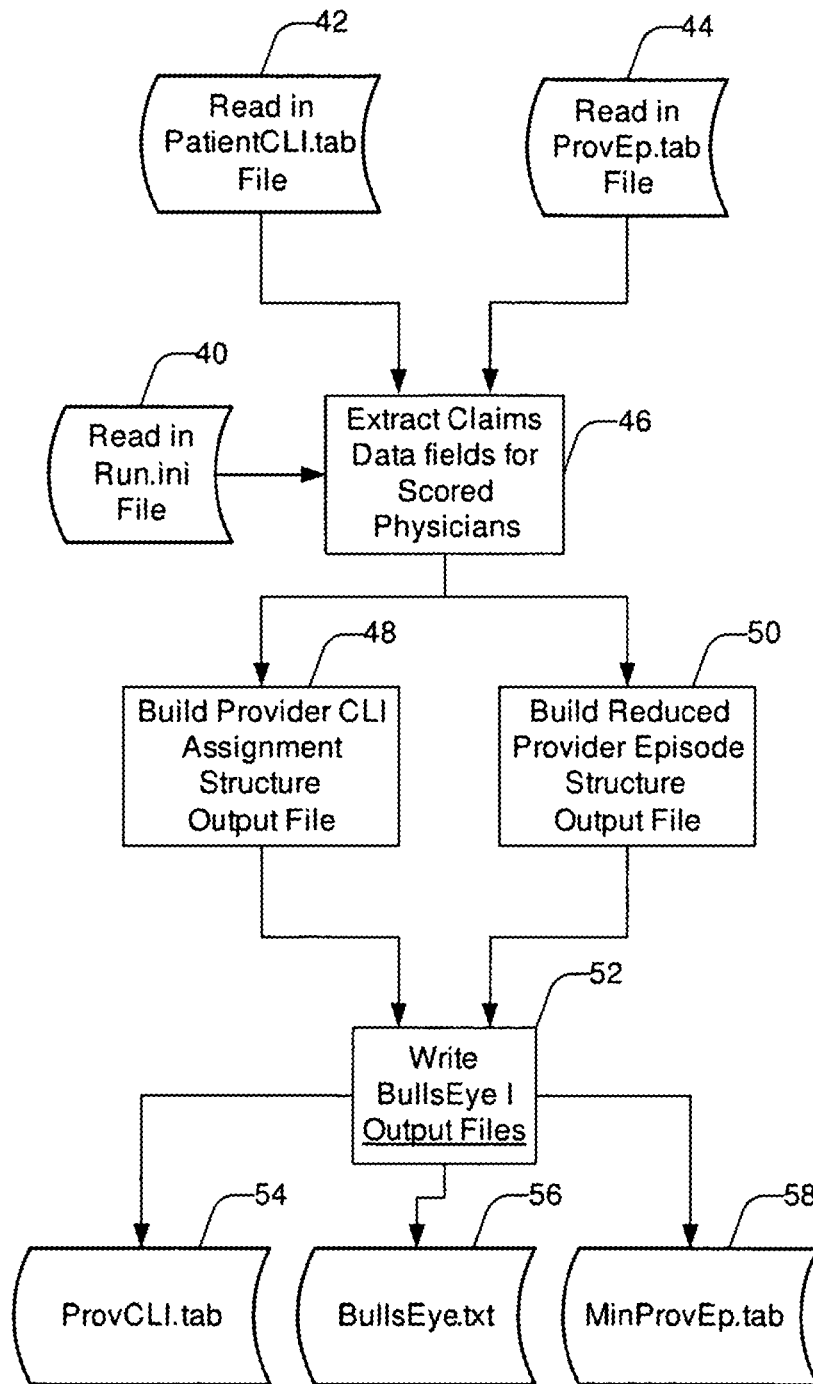 42
Read in
PatientCLI.tab
File
44
Read in
ProvEp.tab
File
40
Read in
Run.ini
File
Extract Claims
Data fields for
Scored
Physicians
46
48
Build Provider CLI
Assignment
Structure
Output File
50
Build Reduced
Provider Episode
Structure
Output File
52
Write
BullsEye I
Output Files
54
ProvCLI.tab
56
BullsEye.txt
58
MinProvEp.tab